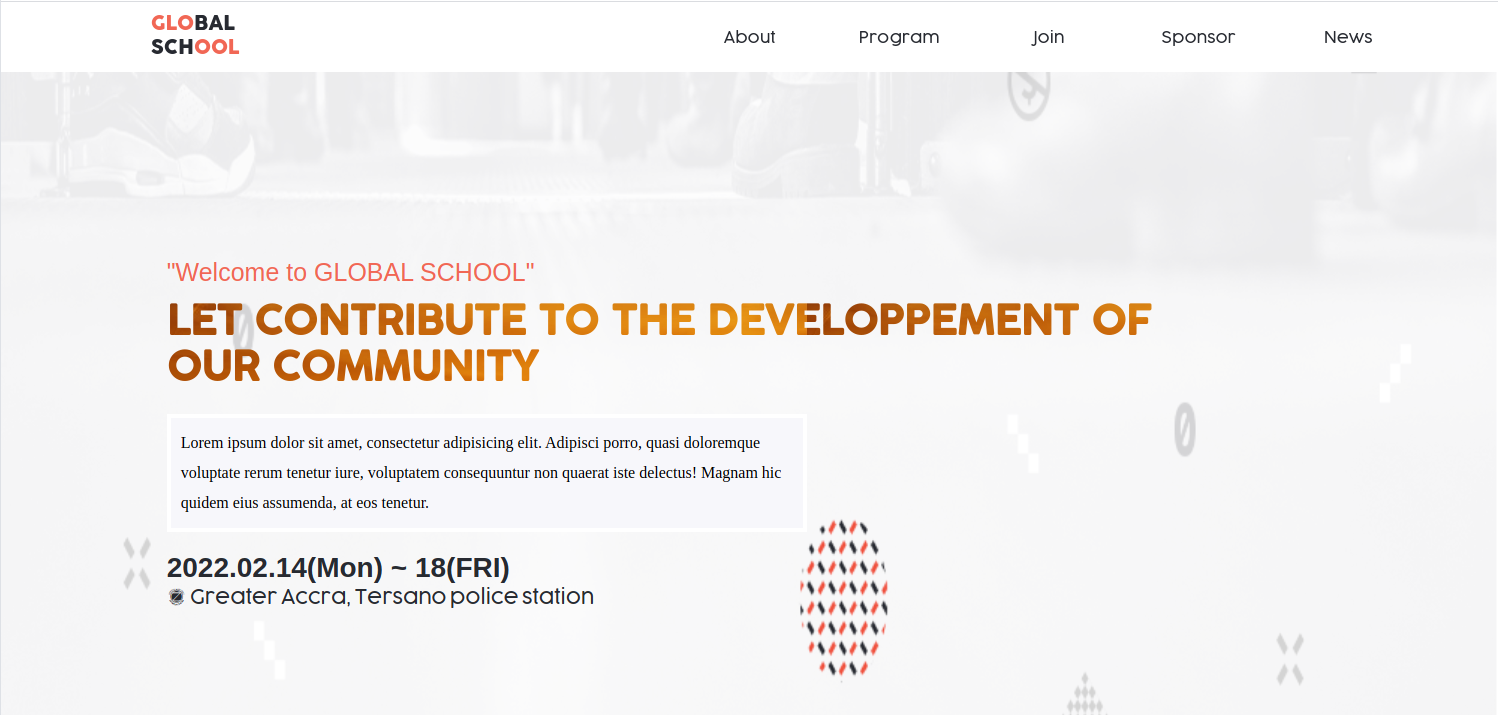 GLOBAL
SCHOOL
About Program Join Sponsor News
"Welcome to GLOBAL SCHOOL"
LET CONTRIBUTE TO THE DEVELOPPEMENT OF
OUR COMMUNITY
Lorem ipsum dolor sit amet, consectetur adipisicing elit. Adipisci porro, quasi doloremque
voluptate rerum tenetur iure, voluptatem consequuntur non quaerat iste delectus! Magnam hic
quidem eius assumenda, at eos tenetur.
2022.02.14(Mon) ~ 18(FRI)
Greater Accra, Tersano police station